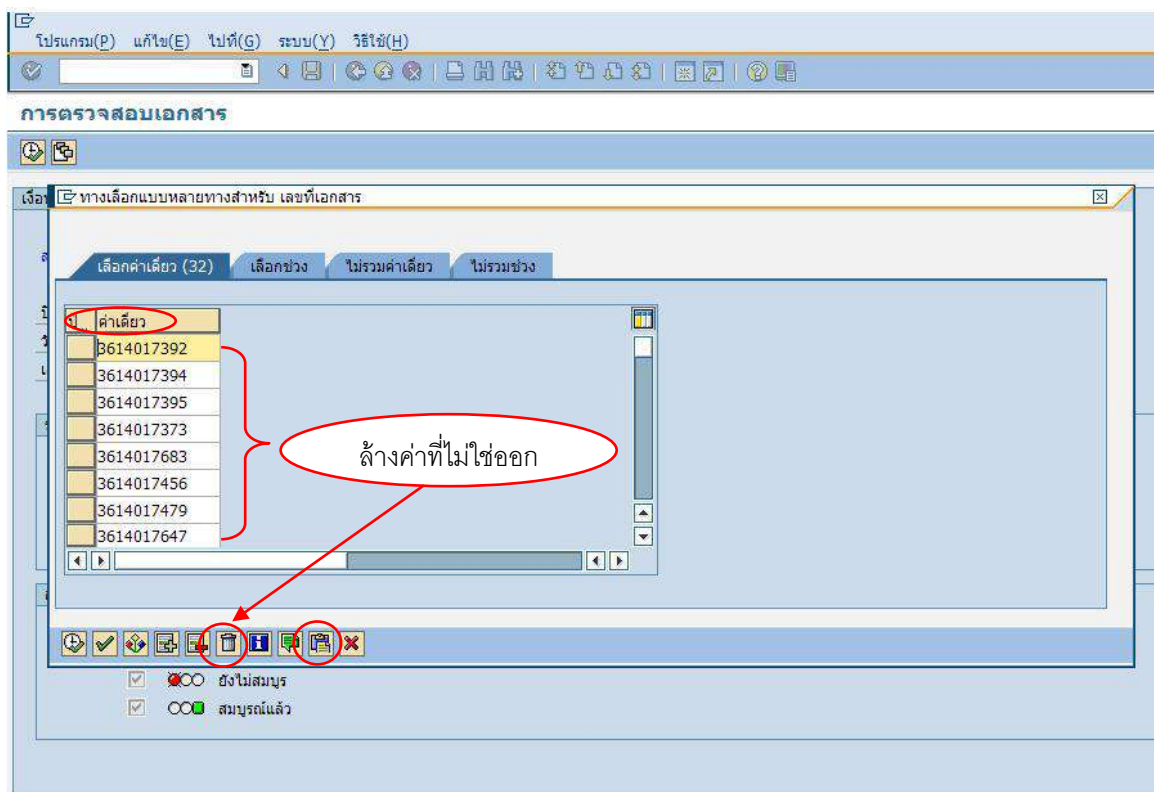 โปรแกรม(P) แก้ไข(E) ไปที่(G) ระบบ(Y) วิธีใช้(H)
การตรวจสอบเอกสาร
ทางเลือกแบบหลายทางสำหรับ เลขที่เอกสาร
เลือกค่าเดียว (32) เลือกช่วง ไม่รวมค่าเดียว ไม่รวมช่วง
ป... ค่าเดียว
3614017392
3614017394
3614017395
3614017373
3614017683
3614017456
3614017479
3614017647
ล้างค่าที่ไม่ใช่ออก
ยังไม่สมบูร
สมบูรณ์แล้ว